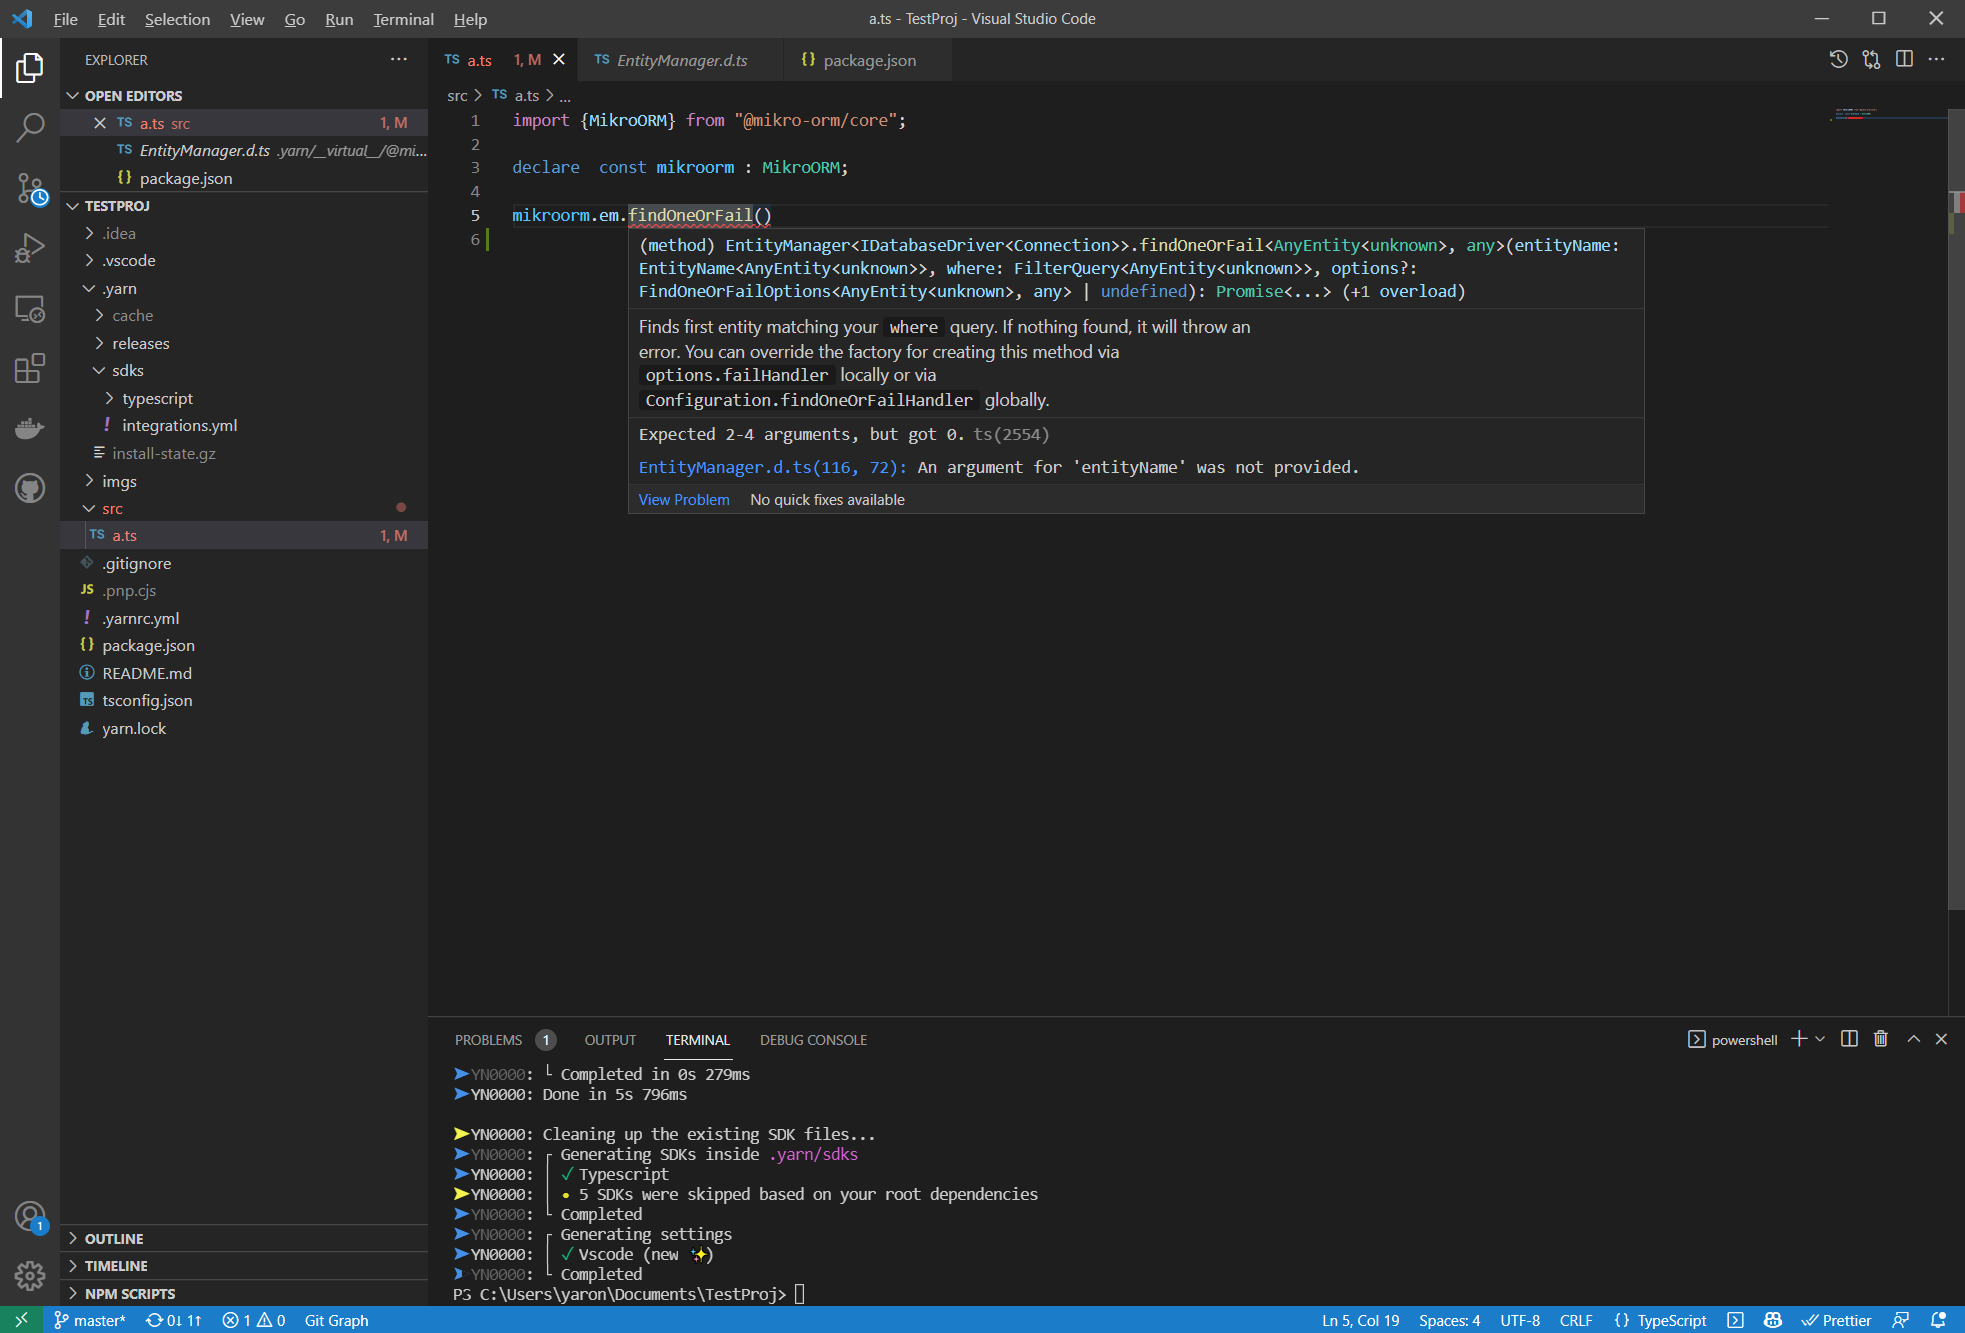 File Edit Selection View Go Run Terminal Help
a.ts - TestProj - Visual Studio Code
EXPLORER
OPEN EDITORS
TS a.ts src 1, M
TS EntityManager.d.ts .yarn/__virtual__/@mi...
{} package.json
TESTPROJ
.idea
.vscode
.yarn
cache
releases
sdks
typescript
! integrations.yml
install-state.gz
imgs
src
TS a.ts 1, M
.gitignore
JS .pnp.cjs
! .yarnrc.yml
{} package.json
README.md
TS tsconfig.json
yarn.lock
OUTLINE
TIMELINE
NPM SCRIPTS
1
TS a.ts 1, M
TS EntityManager.d.ts
{} package.json
src > TS a.ts > ...
1 import {MikroORM} from "@mikro-orm/core";
2
3 declare  const mikroorm : MikroORM;
4
5 mikroorm.em.findOneOrFail()
6
(method) EntityManager<IDatabaseDriver<Connection>>.findOneOrFail<AnyEntity<unknown>, any>(entityName:
EntityName<AnyEntity<unknown>>, where: FilterQuery<AnyEntity<unknown>>, options?:
FindOneOrFailOptions<AnyEntity<unknown>, any> | undefined): Promise<...> (+1 overload)
Finds first entity matching your where query. If nothing found, it will throw an
error. You can override the factory for creating this method via
options.failHandler locally or via
Configuration.findOneOrFailHandler globally.
Expected 2-4 arguments, but got 0. ts(2554)
EntityManager.d.ts(116, 72): An argument for 'entityName' was not provided.
View Problem No quick fixes available
PROBLEMS 1 OUTPUT TERMINAL DEBUG CONSOLE
powershell
➤YN0000: └ Completed in 0s 279ms
➤YN0000: Done in 5s 796ms
➤YN0000: Cleaning up the existing SDK files...
➤YN0000: ┌ Generating SDKs inside .yarn/sdks
➤YN0000: │ ✓ Typescript
➤YN0000: │ • 5 SDKs were skipped based on your root dependencies
➤YN0000: └ Completed
➤YN0000: ┌ Generating settings
➤YN0000: │ ✓ Vscode (new ✨)
➤YN0000: └ Completed
PS C:\Users\yaron\Documents\TestProj>
master* 0↓ 1↑ 1 0 Git Graph
Ln 5, Col 19 Spaces: 4 UTF-8 CRLF {} TypeScript Prettier